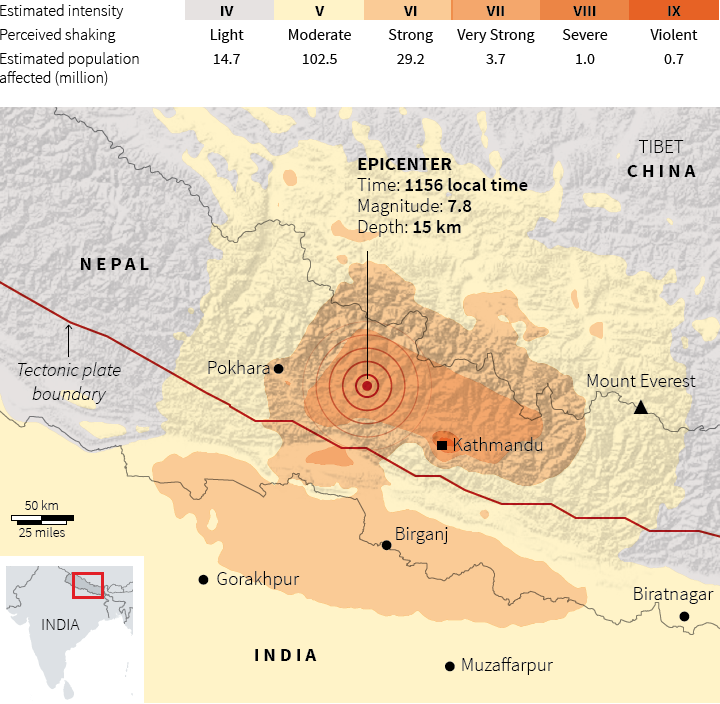 Estimated intensity IV V VI VII VIII IX
Perceived shaking Light Moderate Strong Very Strong Severe Violent
Estimated population 14.7 102.5 29.2 3.7 1.0 0.7
affected (million)
TIBET
CHINA
EPICENTER
Time: 1156 local time
Magnitude: 7.8
Depth: 15 km
NEPAL
Tectonic plate
boundary
Pokhara
Mount Everest
Kathmandu
50 km
25 miles
Birganj
Gorakhpur
Biratnagar
INDIA
INDIA
Muzaffarpur